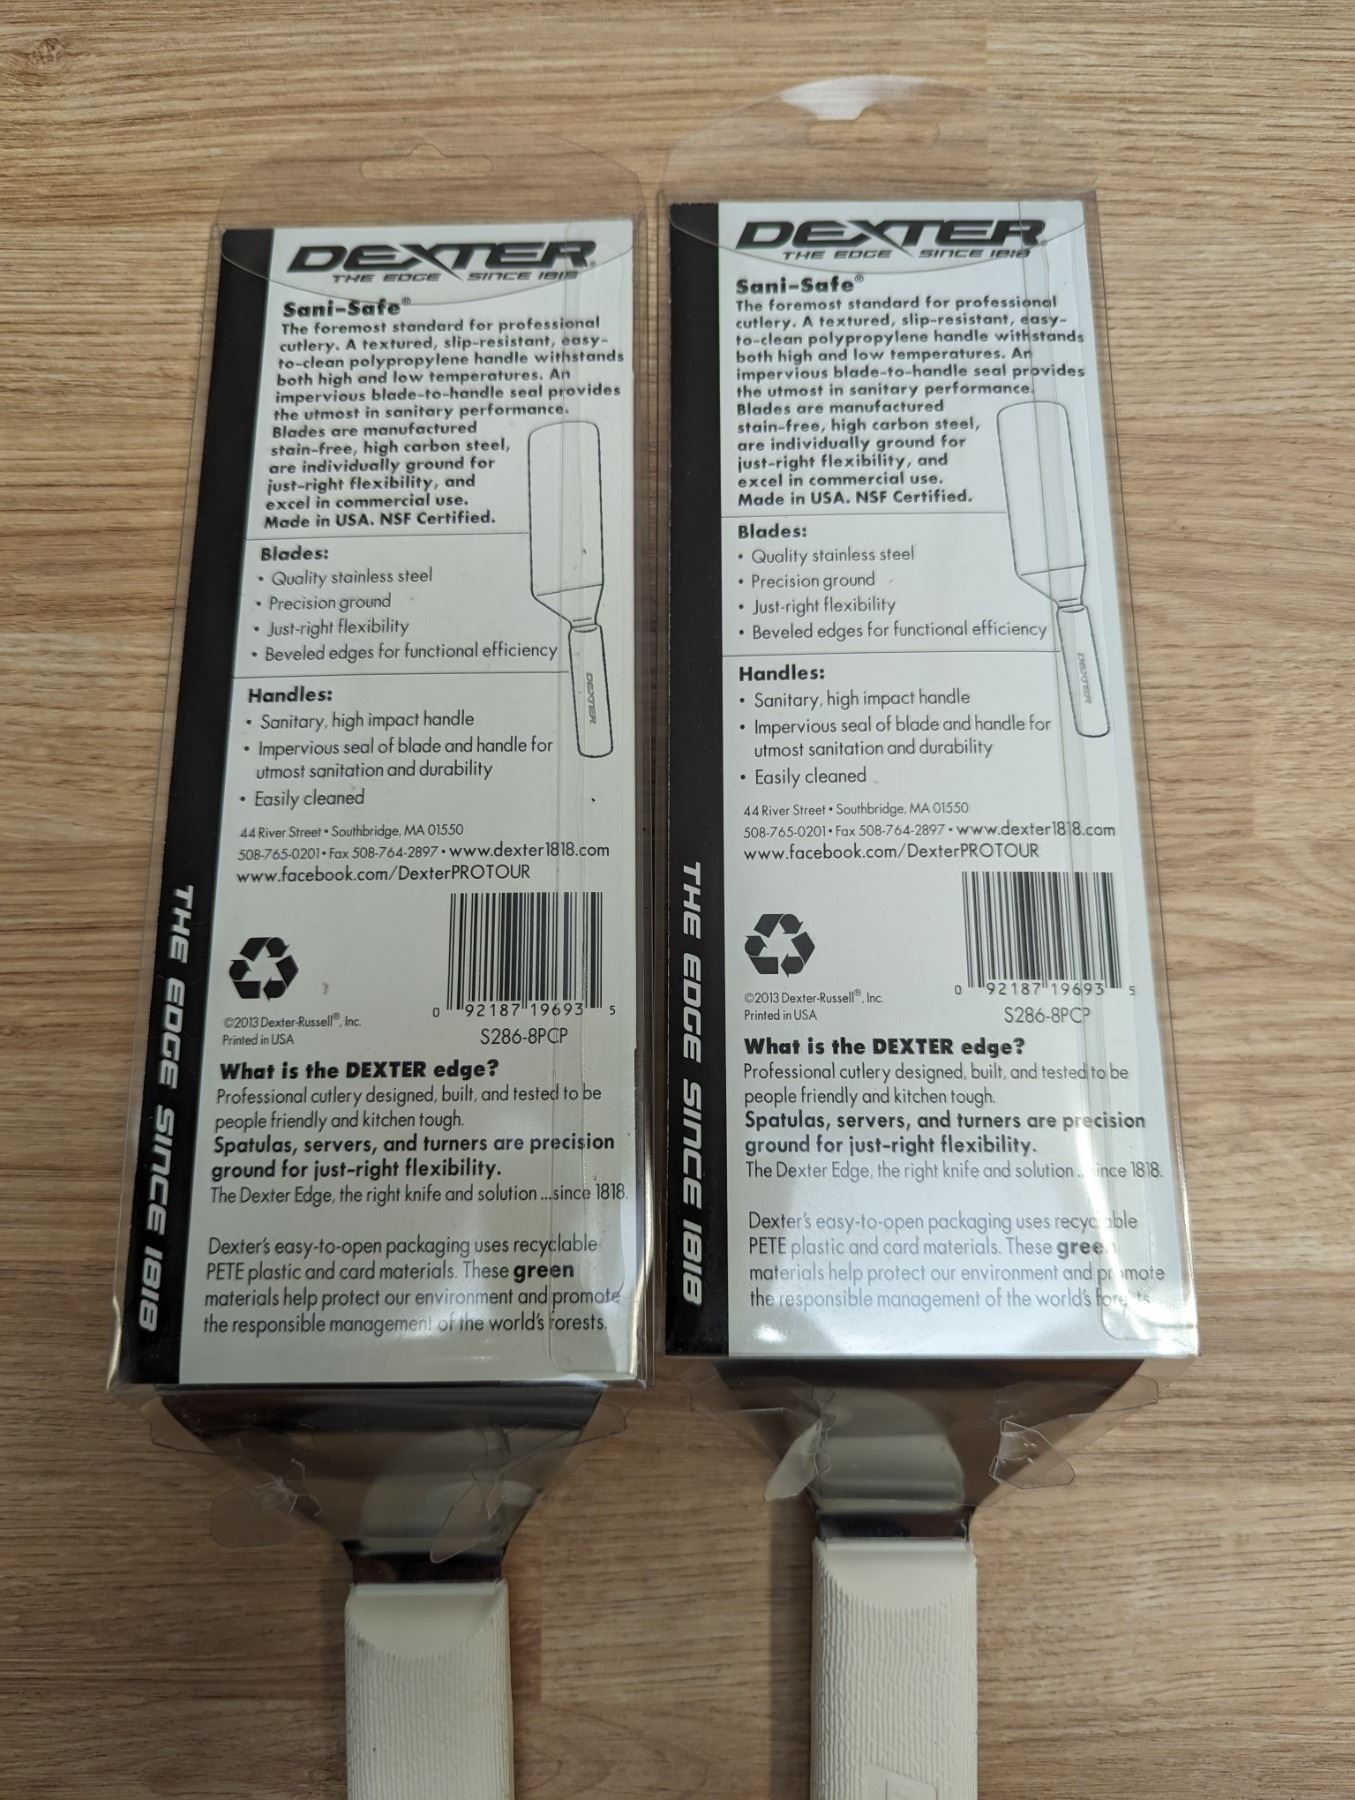 DEXTER®
THE EDGE SINCE 1818
Sani-Safe®
The foremost standard for professional
cutlery. A textured, slip-resistant, easy-
to-clean polypropylene handle withstands
both high and low temperatures. An
impervious blade-to-handle seal provides
the utmost in sanitary performance.
Blades are manufactured
stain-free, high carbon steel,
are individually ground for
just-right flexibility, and
excel in commercial use.
Made in USA. NSF Certified.
Blades:
• Quality stainless steel
• Precision ground
• Just-right flexibility
• Beveled edges for functional efficiency
DEXTER
Handles:
• Sanitary, high impact handle
• Impervious seal of blade and handle for
utmost sanitation and durability
• Easily cleaned
44 River Street • Southbridge, MA 01550
508-765-0201 • Fax 508-764-2897 • www.dexter1818.com
www.facebook.com/DexterPROTOUR
0 92187 19693 5
S286-8PCP
©2013 Dexter-Russell®, Inc.
Printed in USA
What is the DEXTER edge?
Professional cutlery designed, built, and tested to be
people friendly and kitchen tough.
Spatulas, servers, and turners are precision
ground for just-right flexibility.
The Dexter Edge, the right knife and solution ...since 1818.
Dexter's easy-to-open packaging uses recyclable
PETE plastic and card materials. These green
materials help protect our environment and promote
the responsible management of the world's forests.
THE EDGE SINCE 1818
DEXTER
THE EDGE SINCE 1818
Sani-Safe®
The foremost standard for professional
cutlery. A textured, slip-resistant, easy-
to-clean polypropylene handle withstands
both high and low temperatures. An
impervious blade-to-handle seal provides
the utmost in sanitary performance.
Blades are manufactured
stain-free, high carbon steel,
are individually ground for
just-right flexibility, and
excel in commercial use.
Made in USA. NSF Certified.
Blades:
• Quality stainless steel
• Precision ground
• Just-right flexibility
• Beveled edges for functional efficiency
DEXTER
Handles:
• Sanitary, high impact handle
• Impervious seal of blade and handle for
utmost sanitation and durability
• Easily cleaned
44 River Street • Southbridge, MA 01550
508-765-0201 • Fax 508-764-2897 • www.dexter1818.com
www.facebook.com/DexterPROTOUR
0 92187 19693 5
S286-8PCP
©2013 Dexter-Russell®, Inc.
Printed in USA
What is the DEXTER edge?
Professional cutlery designed, built, and tested to be
people friendly and kitchen tough.
Spatulas, servers, and turners are precision
ground for just-right flexibility.
The Dexter Edge, the right knife and solution ...since 1818.
Dexter's easy-to-open packaging uses recyclable
PETE plastic and card materials. These green
materials help protect our environment and promote
the responsible management of the world's forests.
THE EDGE SINCE 1818